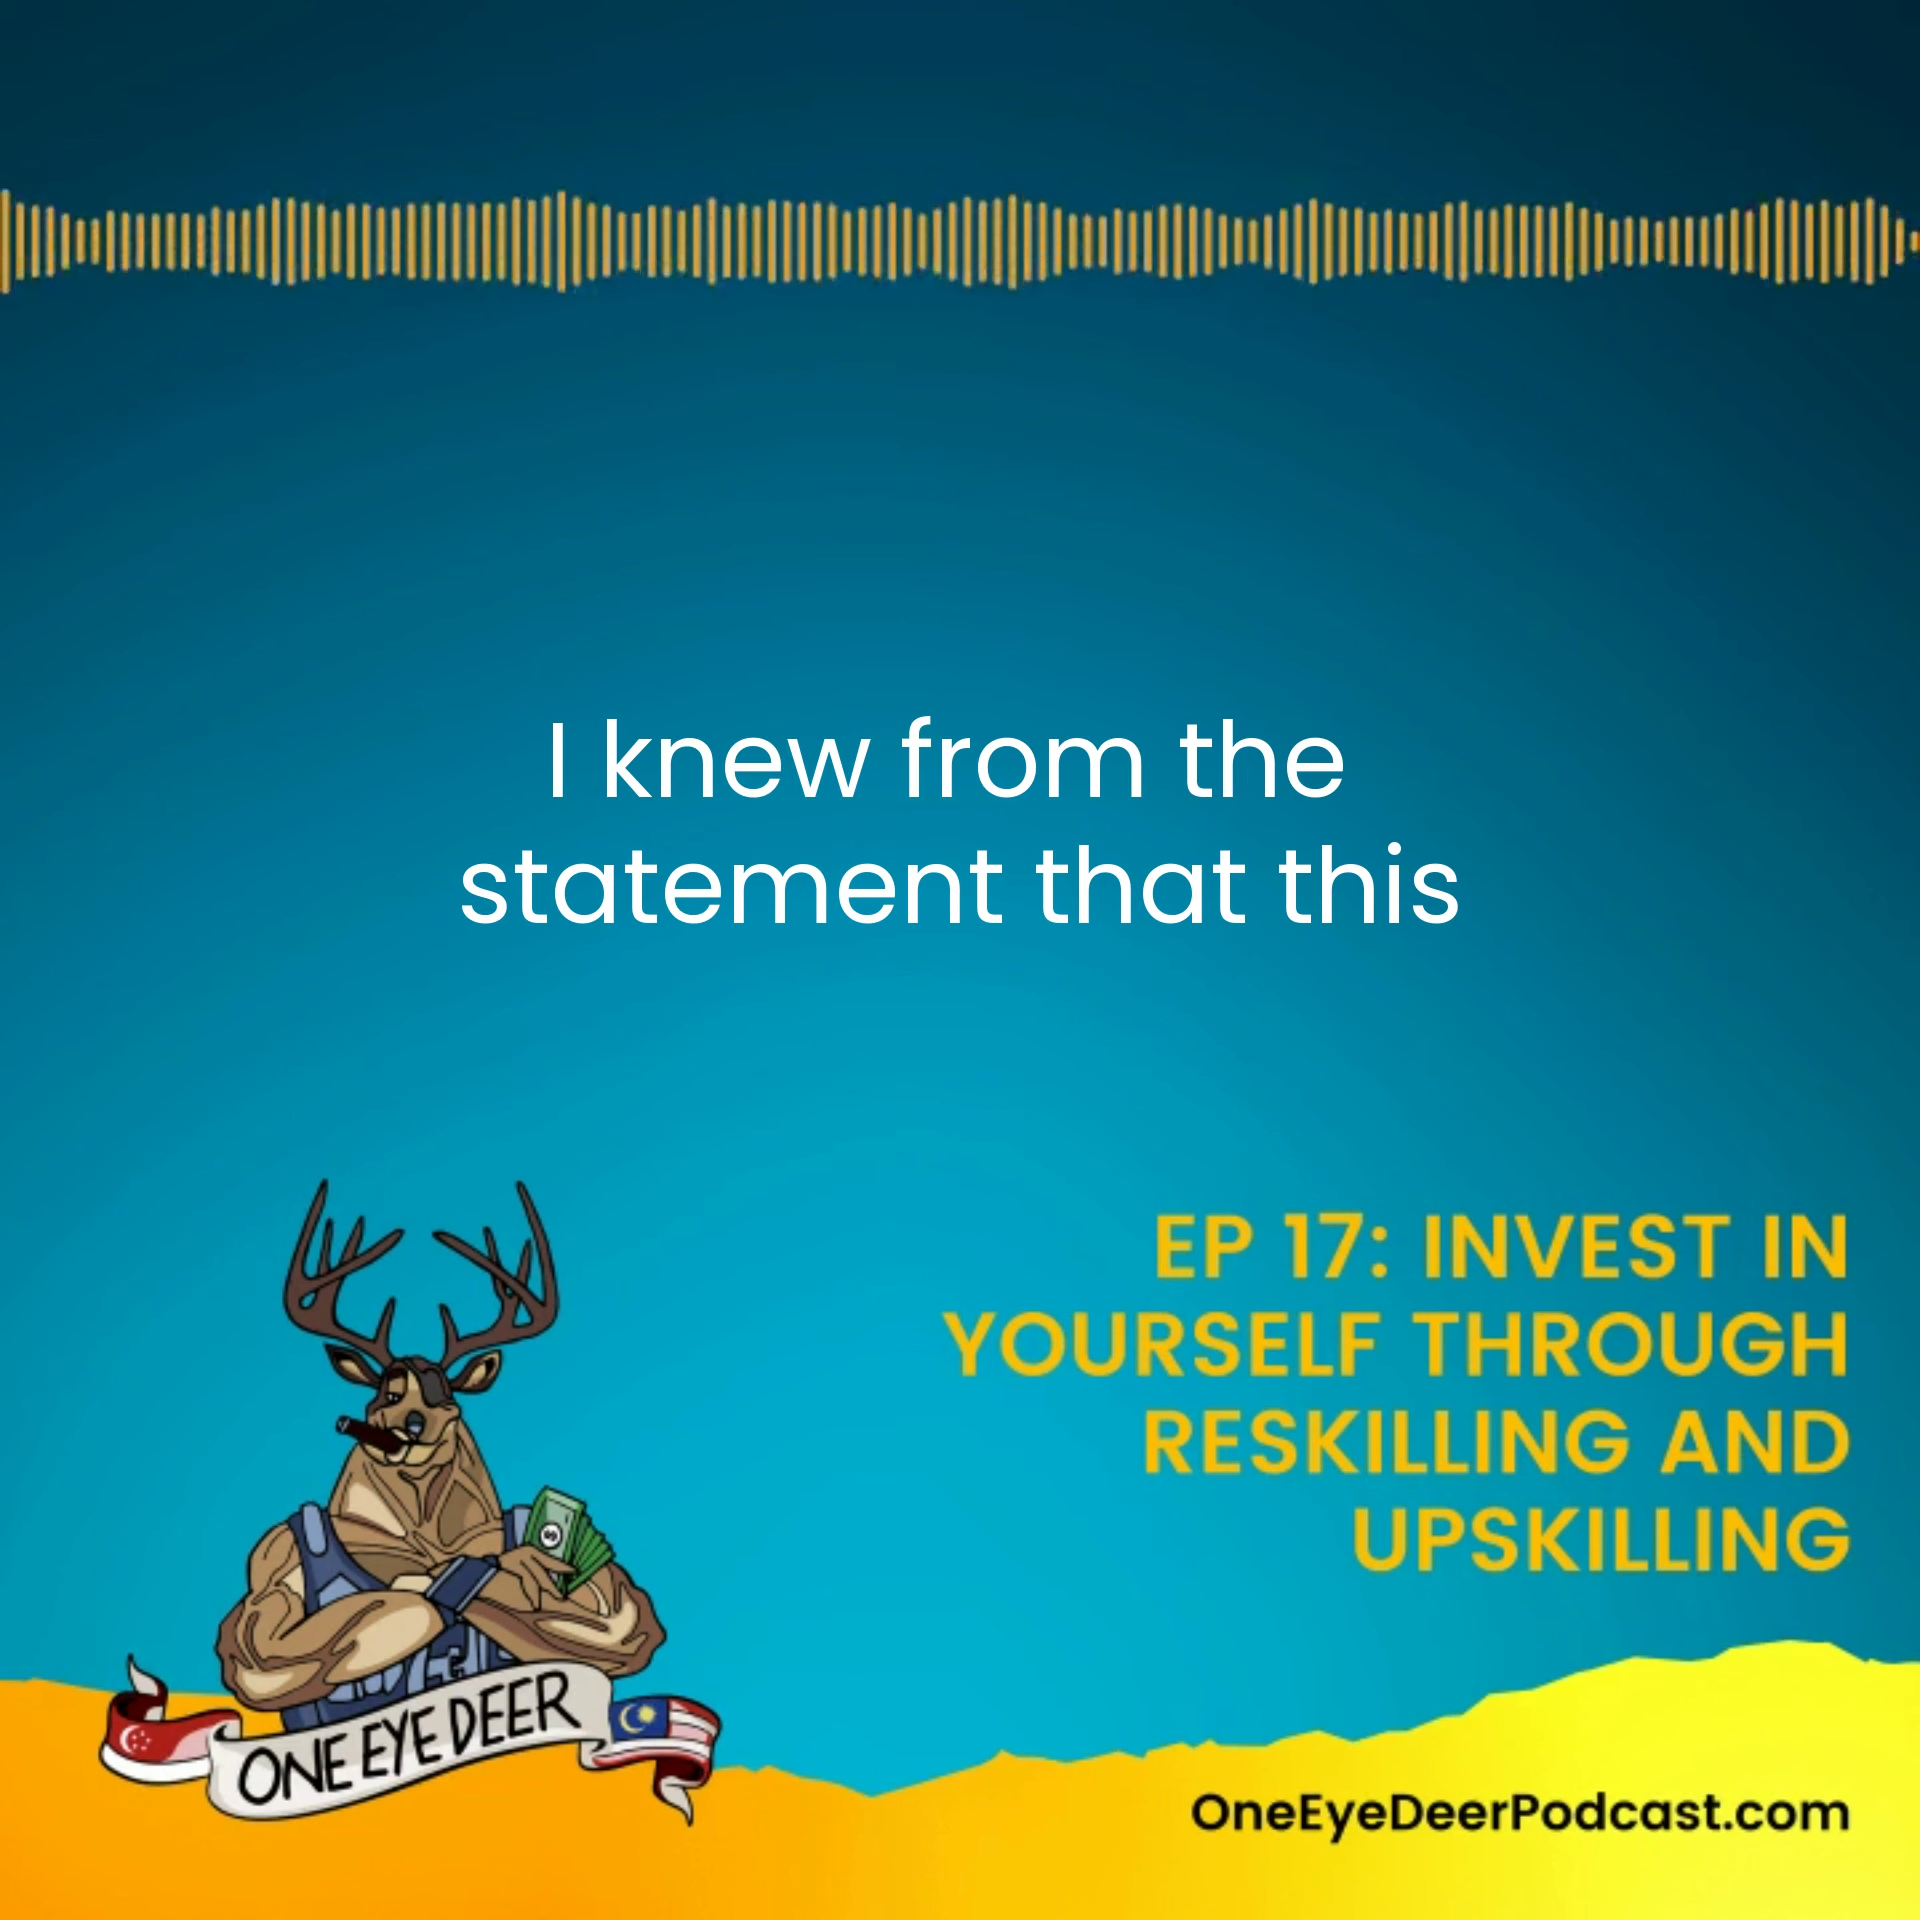 I knew from the
statement that this
EP 17: INVEST IN
YOURSELF THROUGH
RESKILLING AND
UPSKILLING
ONE EYE DEER
OneEyeDeerPodcast.com